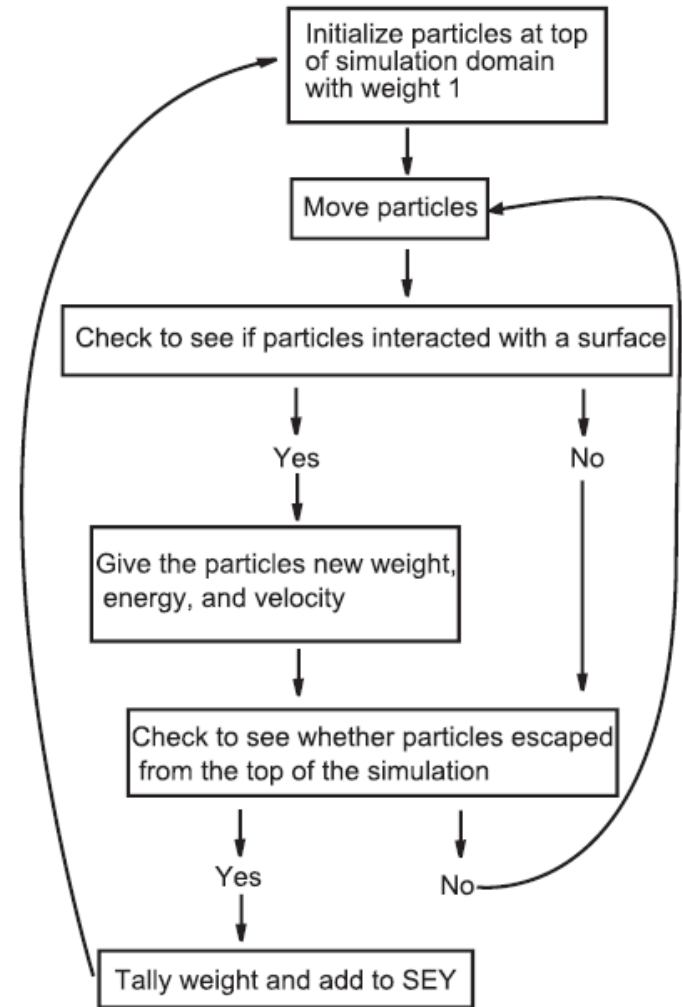 Initialize particles at top
of simulation domain
with weight 1
Move particles
Check to see if particles interacted with a surface
Yes
No
Give the particles new weight,
energy, and velocity
Check to see whether particles escaped
from the top of the simulation
Yes
No
Tally weight and add to SEY